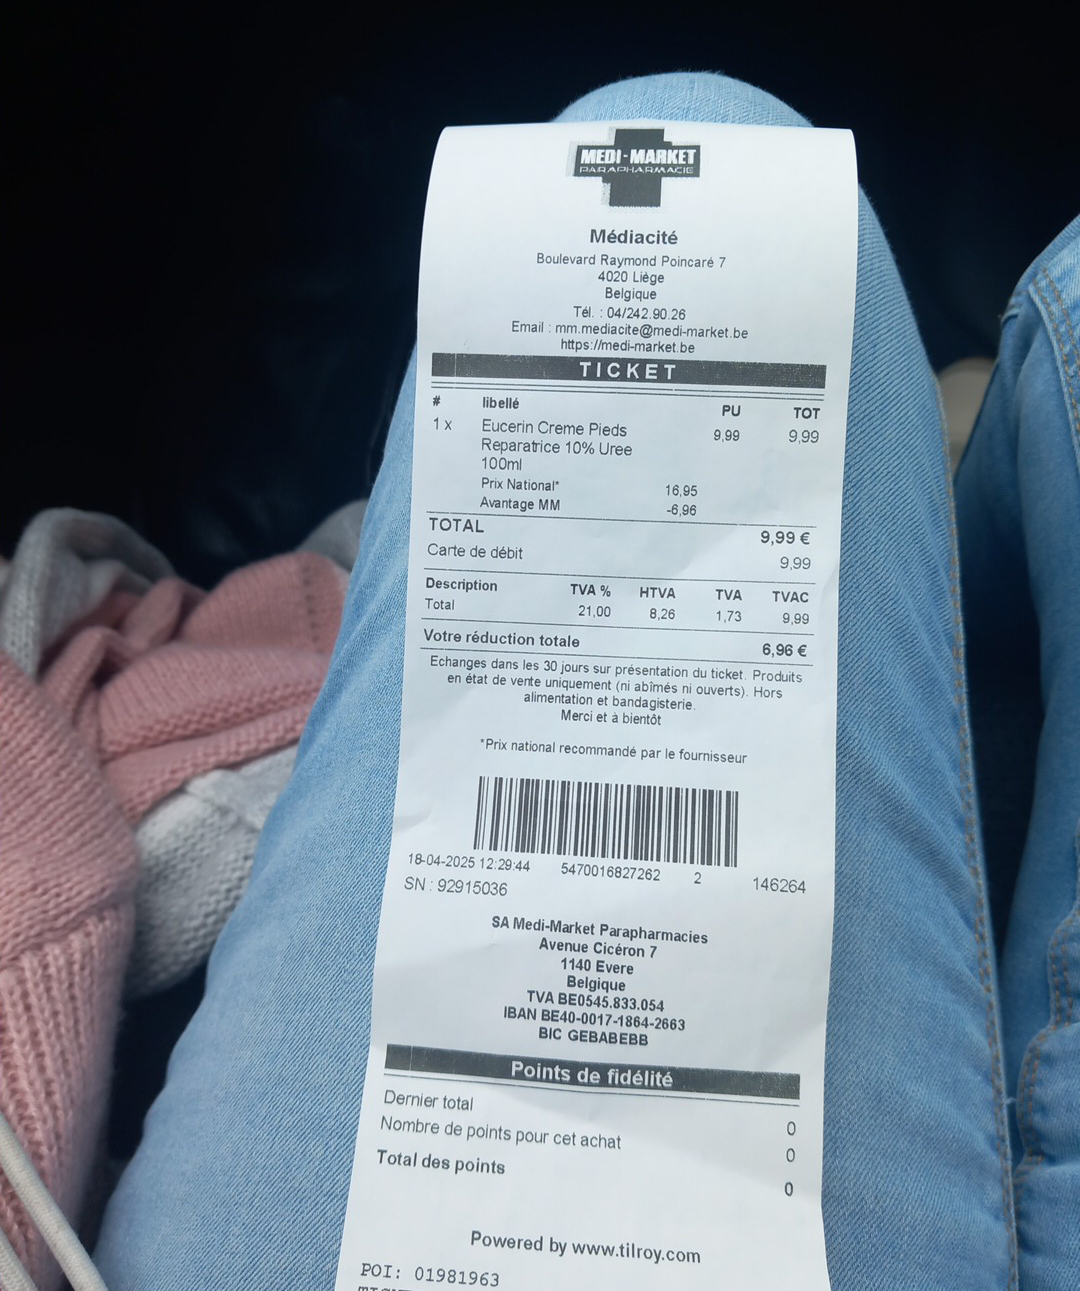 MEDI-MARKET
PARAPHARMACIE
Médiacité
Boulevard Raymond Poincaré 7
4020 Liège
Belgique
Tél. : 04/242.90.26
Email : mm.mediacite@medi-market.be
https://medi-market.be
TICKET
# libellé PU TOT
1 x Eucerin Creme Pieds 9,99 9,99
Reparatrice 10% Uree
100ml
Prix National* 16,95
Avantage MM -6,96
TOTAL 9,99 €
Carte de débit 9,99
Description TVA % HTVA TVA TVAC
Total 21,00 8,26 1,73 9,99
Votre réduction totale 6,96 €
Echanges dans les 30 jours sur présentation du ticket. Produits
en état de vente uniquement (ni abîmés ni ouverts). Hors
alimentation et bandagisterie.
Merci et à bientôt
*Prix national recommandé par le fournisseur
18-04-2025 12:29:44 5470016827262 2 146264
SN : 92915036
SA Medi-Market Parapharmacies
Avenue Cicéron 7
1140 Evere
Belgique
TVA BE0545.833.054
IBAN BE40-0017-1864-2663
BIC GEBABEBB
Points de fidélité
Dernier total 0
Nombre de points pour cet achat 0
Total des points 0
Powered by www.tilroy.com
POI: 01981963